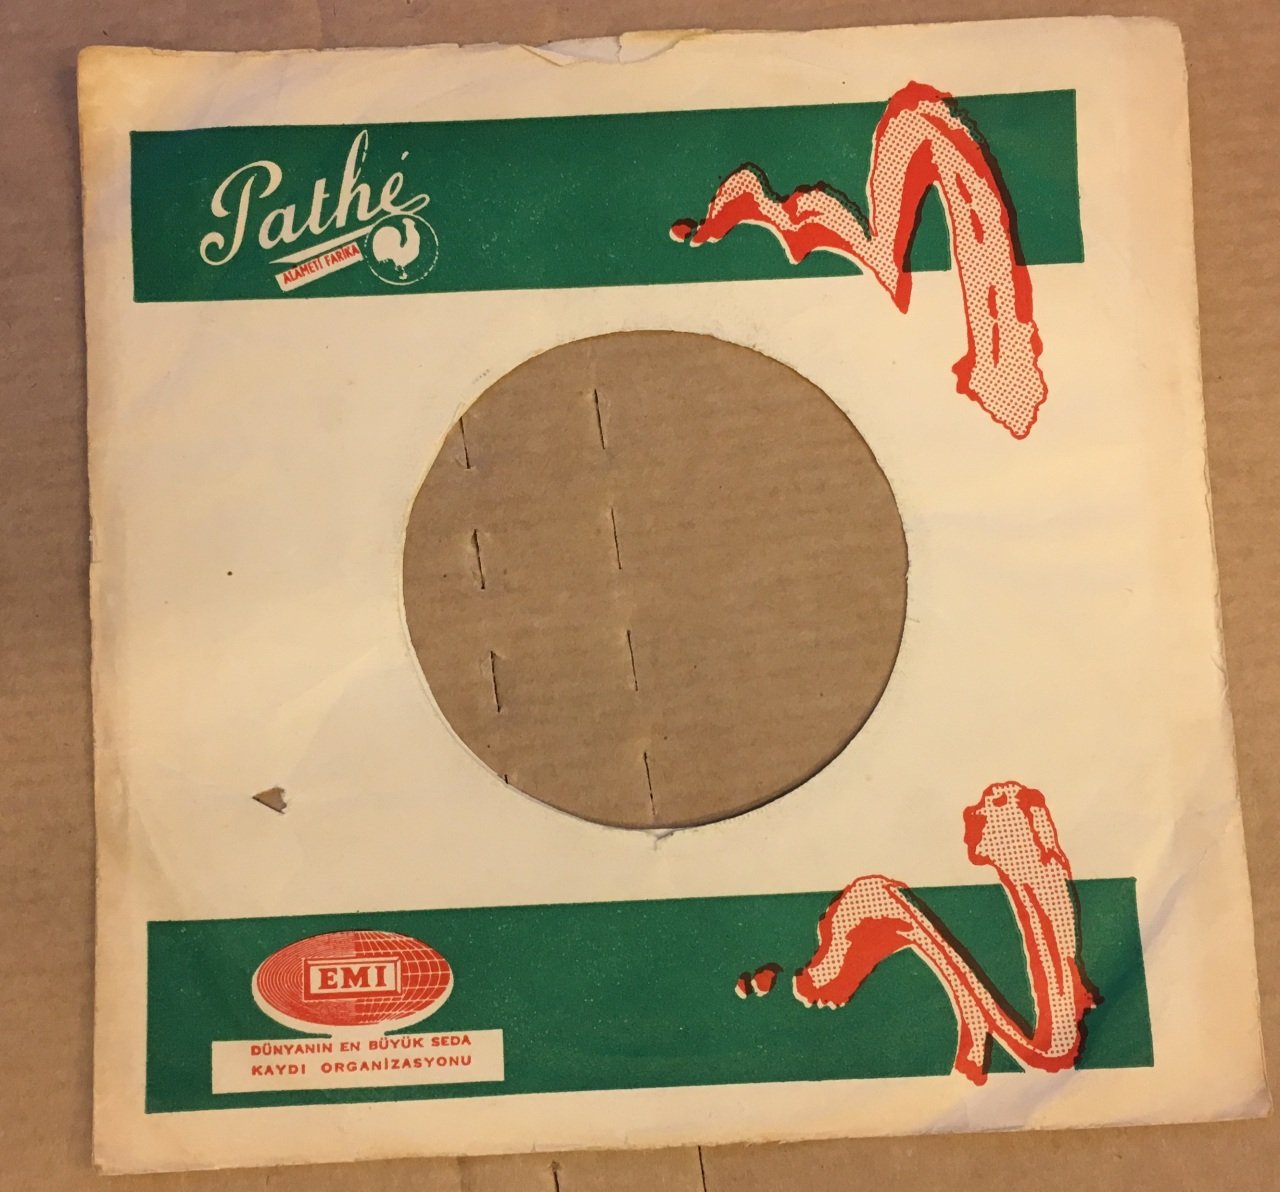 Pathé
ALAMETİ FARİKA
EMI
DÜNYANIN EN BÜYÜK SEDA
KAYDI ORGANİZASYONU